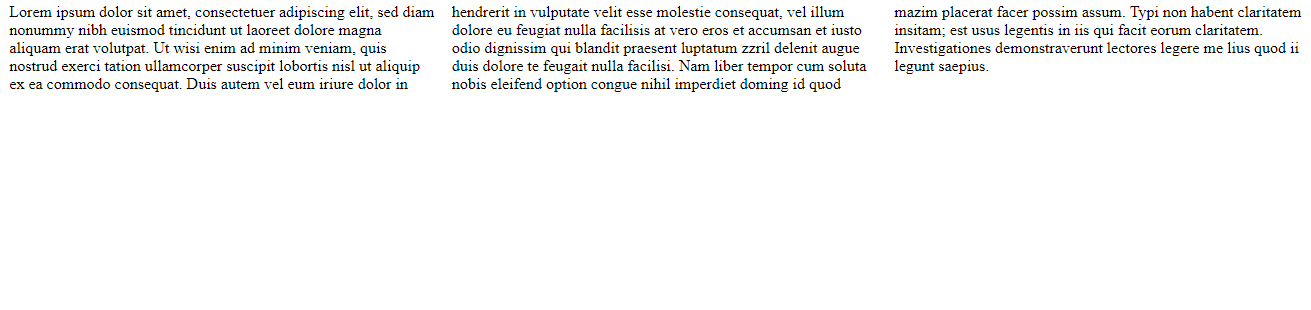 Lorem ipsum dolor sit amet, consectetuer adipiscing elit, sed diam
nonummy nibh euismod tincidunt ut laoreet dolore magna
aliquam erat volutpat. Ut wisi enim ad minim veniam, quis
nostrud exerci tation ullamcorper suscipit lobortis nisl ut aliquip
ex ea commodo consequat. Duis autem vel eum iriure dolor in
hendrerit in vulputate velit esse molestie consequat, vel illum
dolore eu feugiat nulla facilisis at vero eros et accumsan et iusto
odio dignissim qui blandit praesent luptatum zzril delenit augue
duis dolore te feugait nulla facilisi. Nam liber tempor cum soluta
nobis eleifend option congue nihil imperdiet doming id quod
mazim placerat facer possim assum. Typi non habent claritatem
insitam; est usus legentis in iis qui facit eorum claritatem.
Investigationes demonstraverunt lectores legere me lius quod ii
legunt saepius.